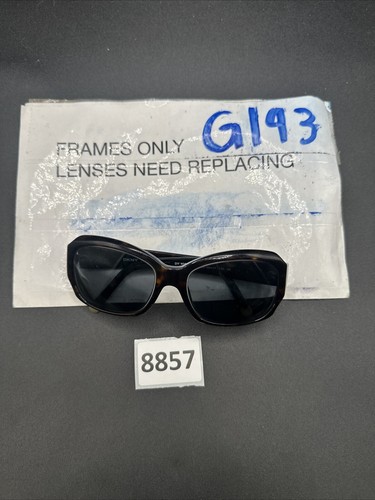 G193
FRAMES ONLY
LENSES NEED REPLACING
8857